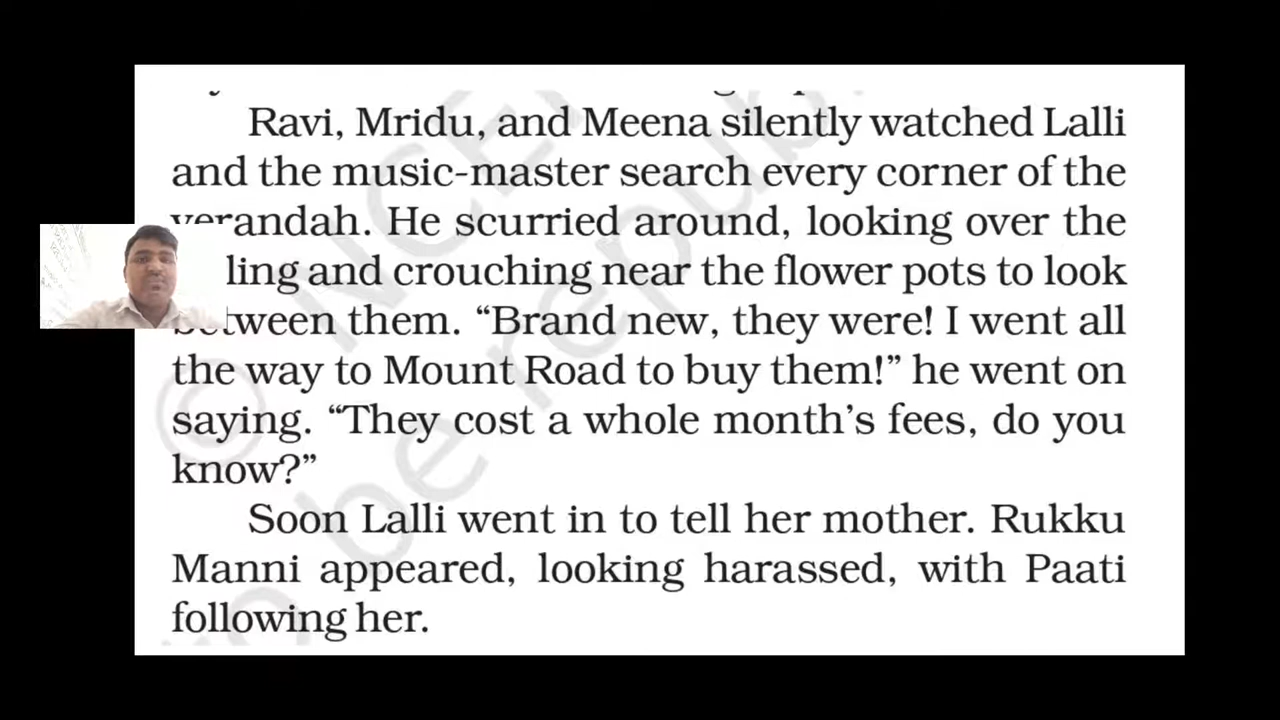 Ravi, Mridu, and Meena silently watched Lalli
and the music-master search every corner of the
verandah. He scurried around, looking over the
ling and crouching near the flower pots to look
between them. “Brand new, they were! I went all
the way to Mount Road to buy them!” he went on
saying. “They cost a whole month’s fees, do you
know?”
Soon Lalli went in to tell her mother. Rukku
Manni appeared, looking harassed, with Paati
following her.